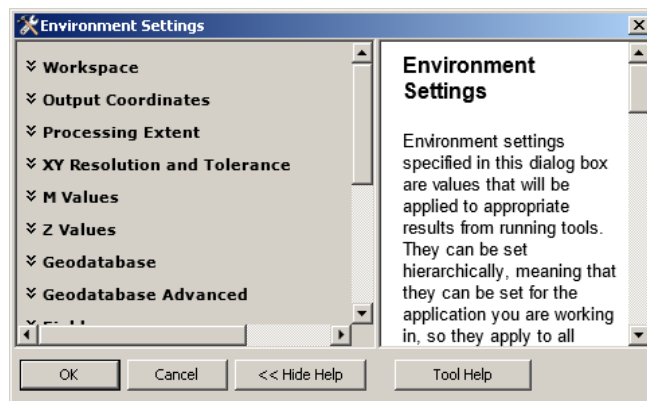 Environment Settings
Workspace
Output Coordinates
Processing Extent
XY Resolution and Tolerance
M Values
Z Values
Geodatabase
Geodatabase Advanced
Environment
Settings
Environment settings
specified in this dialog box
are values that will be
applied to appropriate
results from running tools.
They can be set
hierarchically, meaning that
they can be set for the
application you are working
in, so they apply to all
OK
Cancel
<< Hide Help
Tool Help